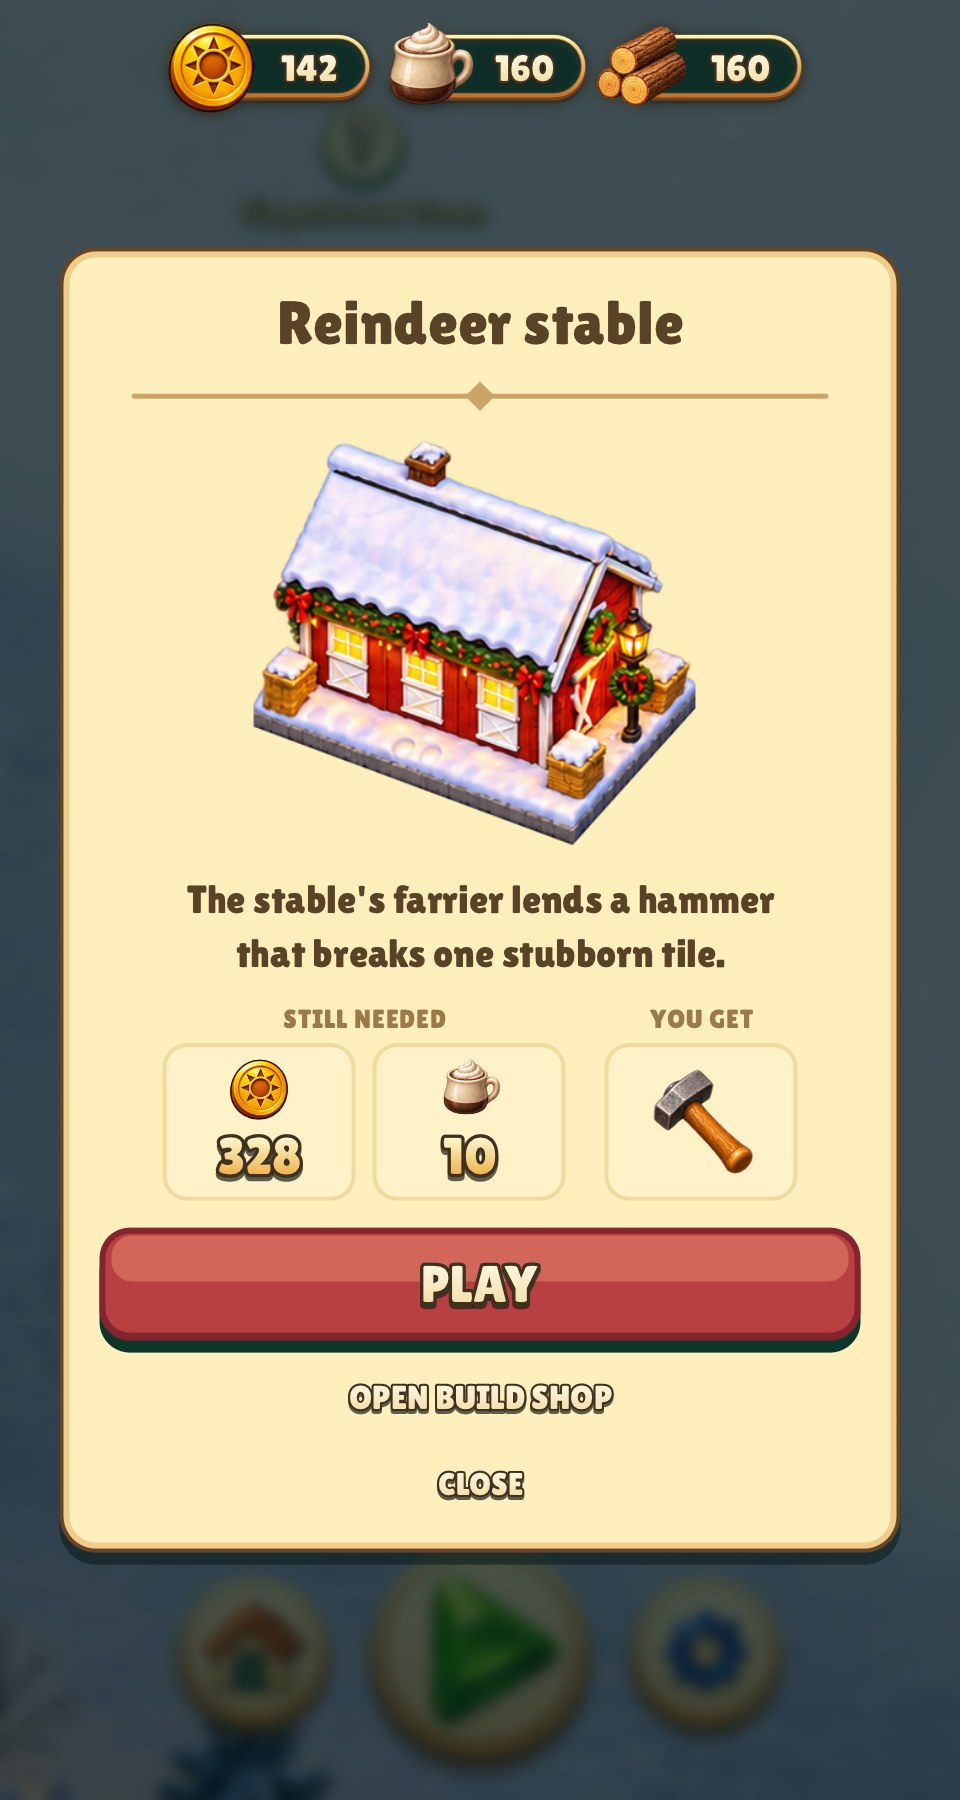 142 160 160
Reindeer stable
The stable's farrier lends a hammer
that breaks one stubborn tile.
STILL NEEDED YOU GET
328 10
PLAY
OPEN BUILD SHOP
CLOSE